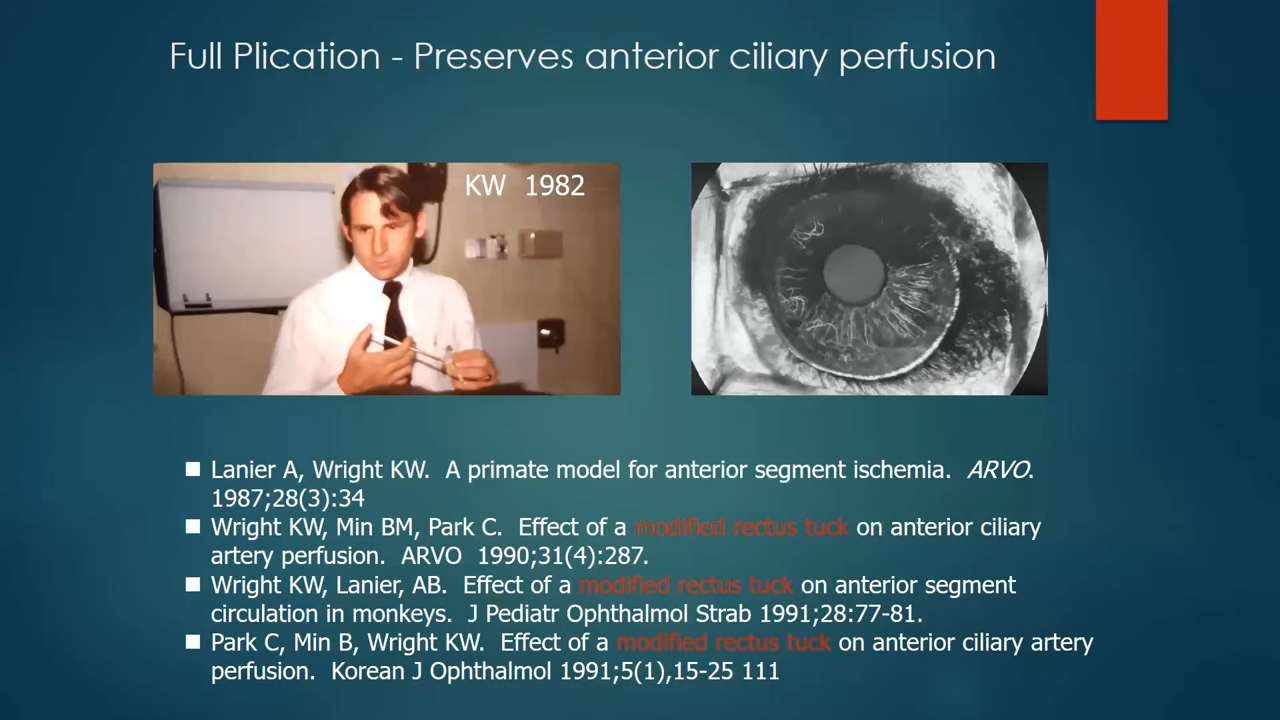 Full Plication - Preserves anterior ciliary perfusion
KW 1982
Lanier A, Wright KW. A primate model for anterior segment ischemia. ARVO.
1987;28(3):34
Wright KW, Min BM, Park C. Effect of a modified rectus tuck on anterior ciliary
artery perfusion. ARVO 1990;31(4):287.
Wright KW, Lanier, AB. Effect of a modified rectus tuck on anterior segment
circulation in monkeys. J Pediatr Ophthalmol Strab 1991;28:77-81.
Park C, Min B, Wright KW. Effect of a modified rectus tuck on anterior ciliary artery
perfusion. Korean J Ophthalmol 1991;5(1),15-25 111